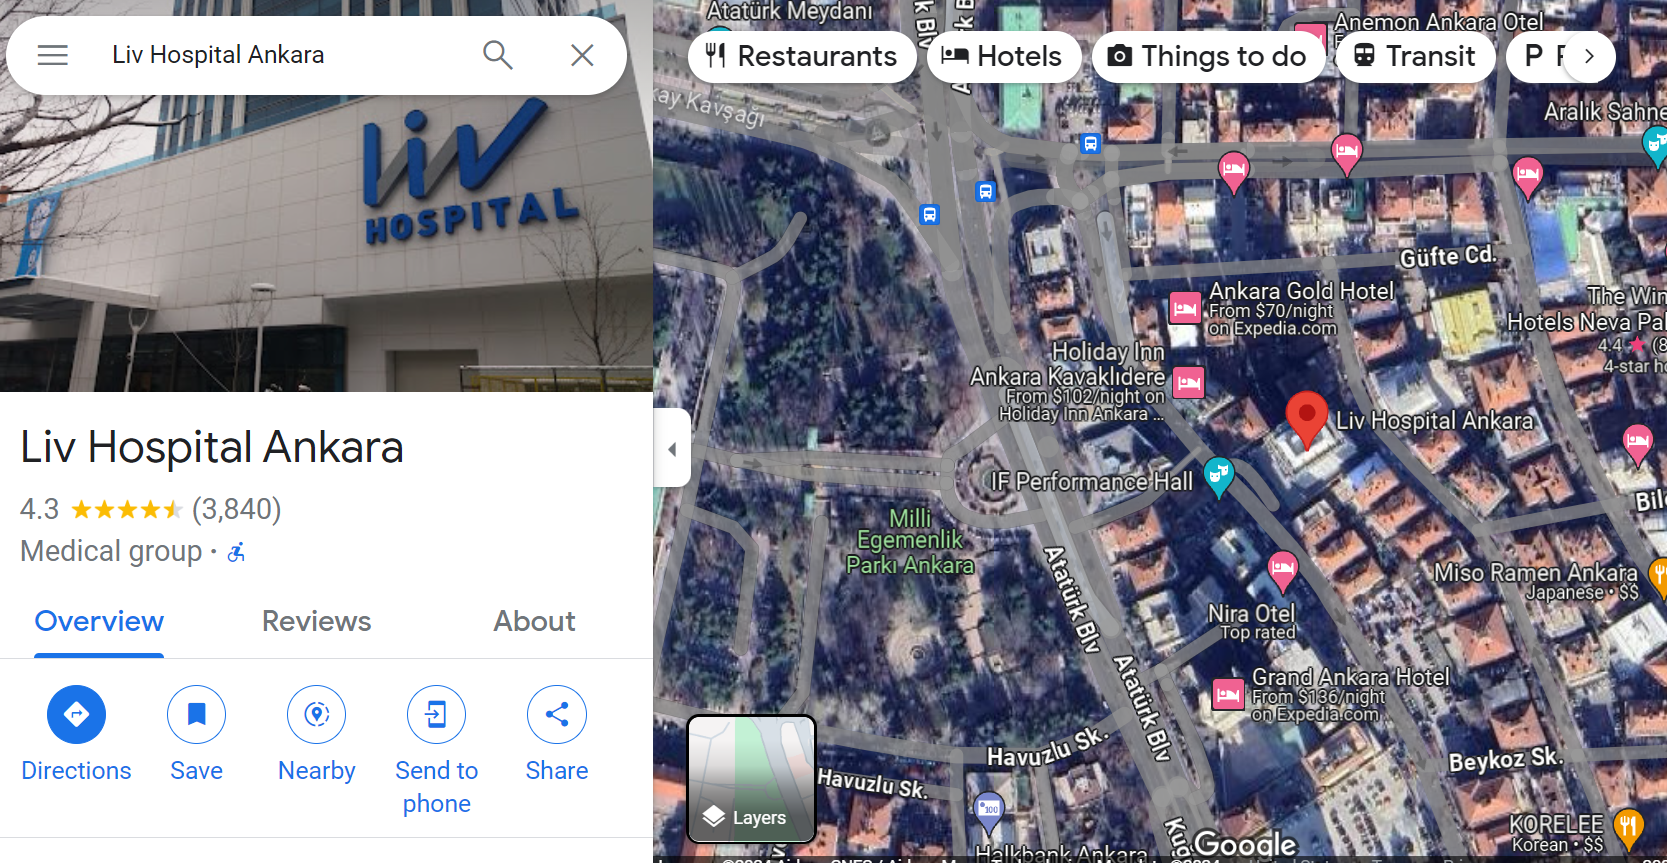 Liv Hospital Ankara
Liv
HOSPITAL
Liv Hospital Ankara
4.3 (3,840)
Medical group ·
Overview
Reviews
About
Directions
Save
Nearby
Send to
phone
Share
Atatürk Meydanı
Anemon Ankara Otel
Restaurants
Hotels
Things to do
Transit
P
kay Kavşağı
Aralık Sahne
Güfte Cd.
Ankara Gold Hotel
From $70/night
on Expedia.com
The Win
Hotels Neva Pal
4.4
4-star ho
Holiday Inn
Ankara Kavaklıdere
From $102/night on
Holiday Inn Ankara ...
Liv Hospital Ankara
IF Performance Hall
Milli
Egemenlik
Parkı Ankara
Atatürk Blv
Miso Ramen Ankara
Japanese • $$
Nira Otel
Top rated
Grand Ankara Hotel
From $136/night
on Expedia.com
Atatürk Blv
Havuzlu Sk.
Havuzlu Sk.
Beykoz Sk.
Layers
100
KORELEE
Korean • $$
Google
Halkbank Ankara